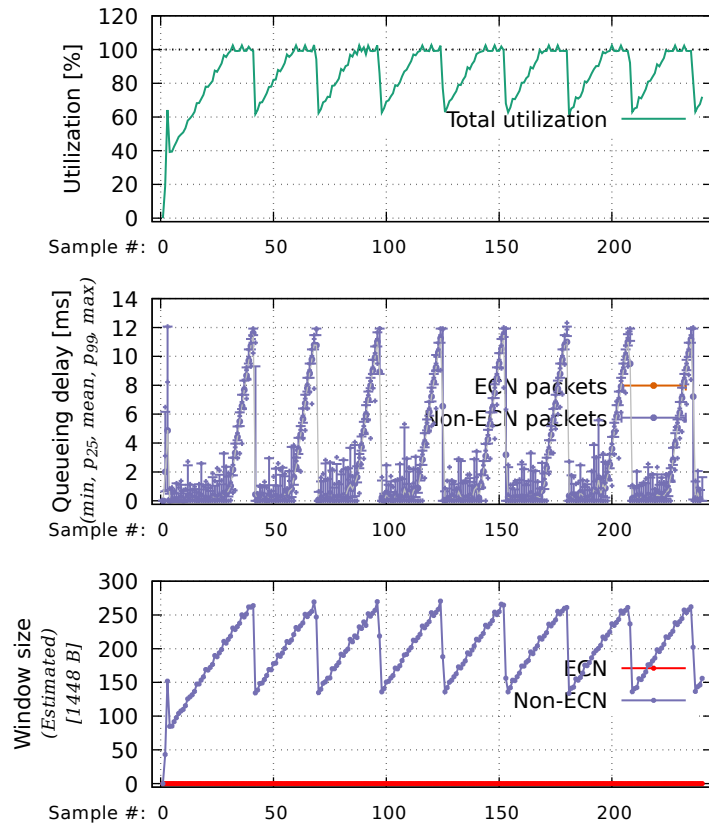 Utilization [%]
120
100
80
60
40
20
0
Total utilization
Sample #: 0 50 100 150 200
Queueing delay [ms]
(min, p25, mean, p99, max)
14
12
10
8
6
4
2
0
ECN packets
Non-ECN packets
Sample #: 0 50 100 150 200
Window size
(Estimated)
[1448 B]
300
250
200
150
100
50
0
ECN
Non-ECN
Sample #: 0 50 100 150 200